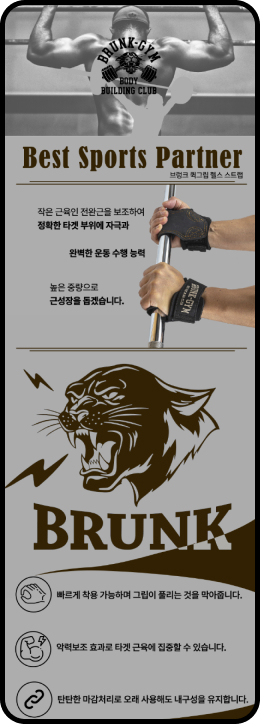 BRUNK-GYM
BODY
BUILDING CLUB
Best Sports Partner
브렁크 퀵그립 헬스 스트랩
작은 근육인 전완근을 보조하여
정확한 타겟 부위에 자극과
완벽한 운동 수행 능력
높은 중량으로
근성장을 돕겠습니다.
BRUNK-GYM
BRUNK
빠르게 착용 가능하며 그립이 풀리는 것을 막아줍니다.
악력보조 효과로 타겟 근육에 집중할 수 있습니다.
탄탄한 마감처리로 오래 사용해도 내구성을 유지합니다.